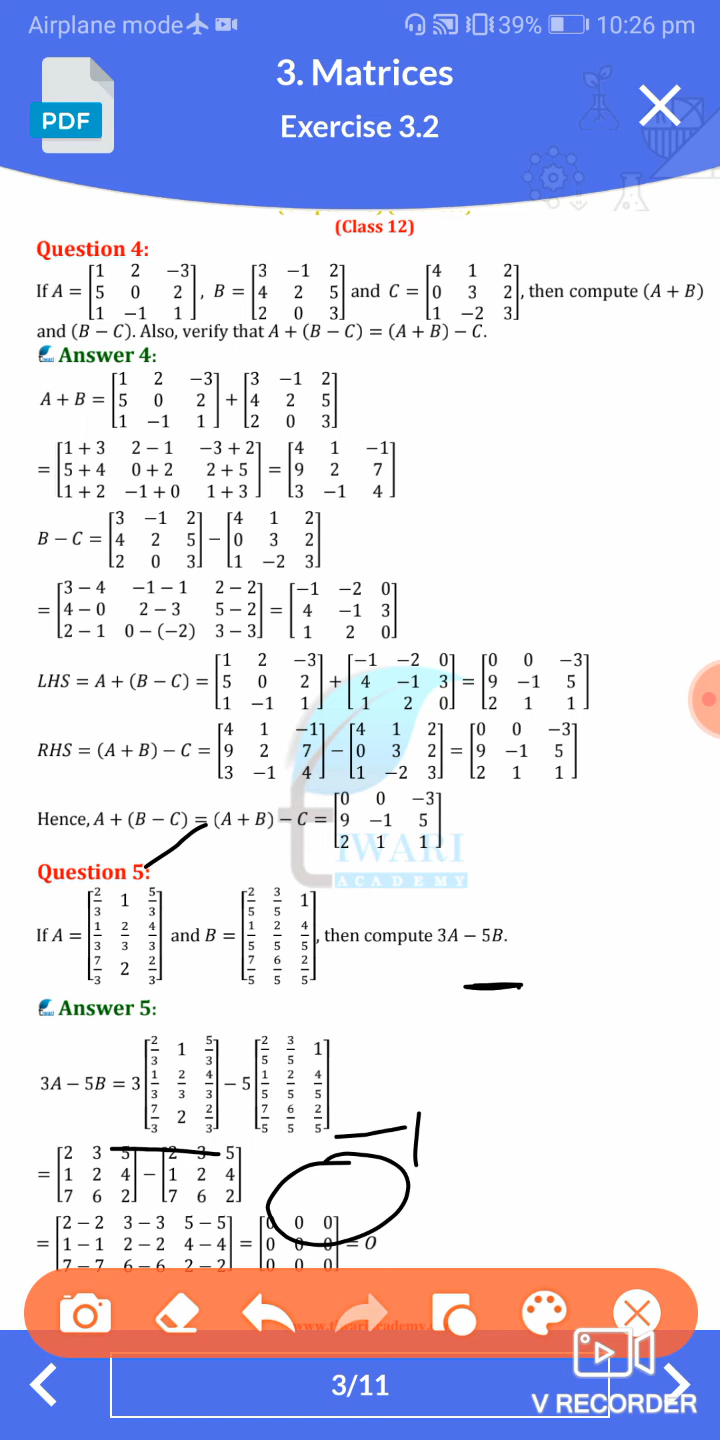 Airplane mode 39% 10:26 pm
PDF
3. Matrices
Exercise 3.2
(Class 12)
Question 4:
If A = [1 2 −3; 5 0 2; 1 −1 1], B = [3 −1 2; 4 2 5; 2 0 3] and C = [4 1 2; 0 3 2; 1 −2 3], then compute (A + B)
and (B − C). Also, verify that A + (B − C) = (A + B) − C.
Answer 4:
A + B = [1 2 −3; 5 0 2; 1 −1 1] + [3 −1 2; 4 2 5; 2 0 3]
= [1 + 3 2 − 1 −3 + 2; 5 + 4 0 + 2 2 + 5; 1 + 2 −1 + 0 1 + 3] = [4 1 −1; 9 2 7; 3 −1 4]
B − C = [3 −1 2; 4 2 5; 2 0 3] − [4 1 2; 0 3 2; 1 −2 3]
= [3 − 4 −1 − 1 2 − 2; 4 − 0 2 − 3 5 − 2; 2 − 1 0 − (−2) 3 − 3] = [−1 −2 0; 4 −1 3; 1 2 0]
LHS = A + (B − C) = [1 2 −3; 5 0 2; 1 −1 1] + [−1 −2 0; 4 −1 3; 1 2 0] = [0 0 −3; 9 −1 5; 2 1 1]
RHS = (A + B) − C = [4 1 −1; 9 2 7; 3 −1 4] − [4 1 2; 0 3 2; 1 −2 3] = [0 0 −3; 9 −1 5; 2 1 1]
Hence, A + (B − C) = (A + B) − C = [0 0 −3; 9 −1 5; 2 1 1]
TIWARI
ACADEMY
Question 5:
If A = [2/3 1 5/3; 1/3 2/3 4/3; 7/3 2 2/3] and B = [2/5 3/5 1; 1/5 2/5 4/5; 7/5 6/5 2/5], then compute 3A − 5B.
Answer 5:
3A − 5B = 3 [2/3 1 5/3; 1/3 2/3 4/3; 7/3 2 2/3] − 5 [2/5 3/5 1; 1/5 2/5 4/5; 7/5 6/5 2/5]
= [2 3 5; 1 2 4; 7 6 2] − [2 3 5; 1 2 4; 7 6 2]
= [2 − 2 3 − 3 5 − 5; 1 − 1 2 − 2 4 − 4; 7 − 7 6 − 6 2 − 2] = [0 0 0; 0 0 0; 0 0 0] = O
3/11
V RECORDER